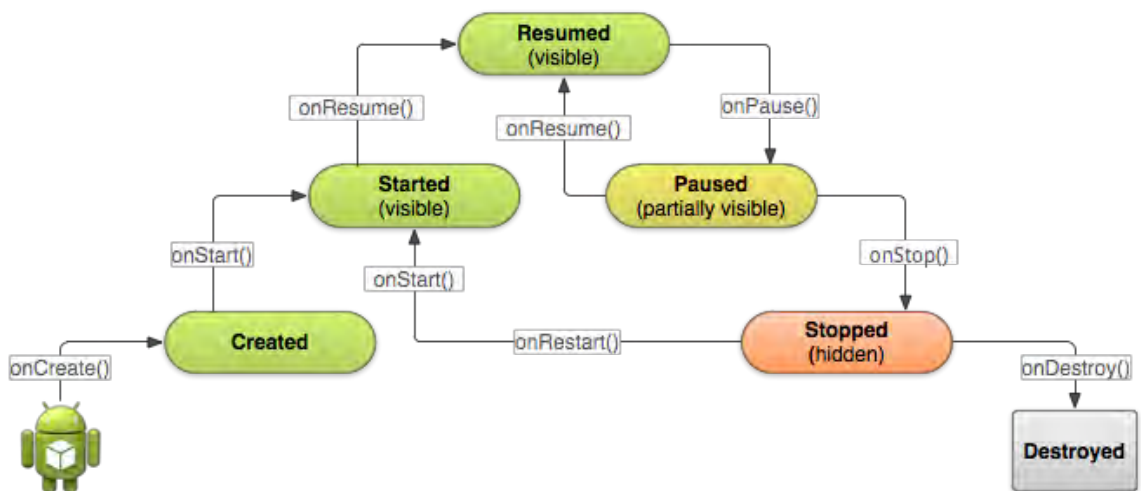 Resumed
(visible)
onResume()
onResume()
onPause()
Started
(visible)
Paused
(partially visible)
onStart()
onStart()
onStop()
Created
onRestart()
Stopped
(hidden)
onCreate()
onDestroy()
Destroyed